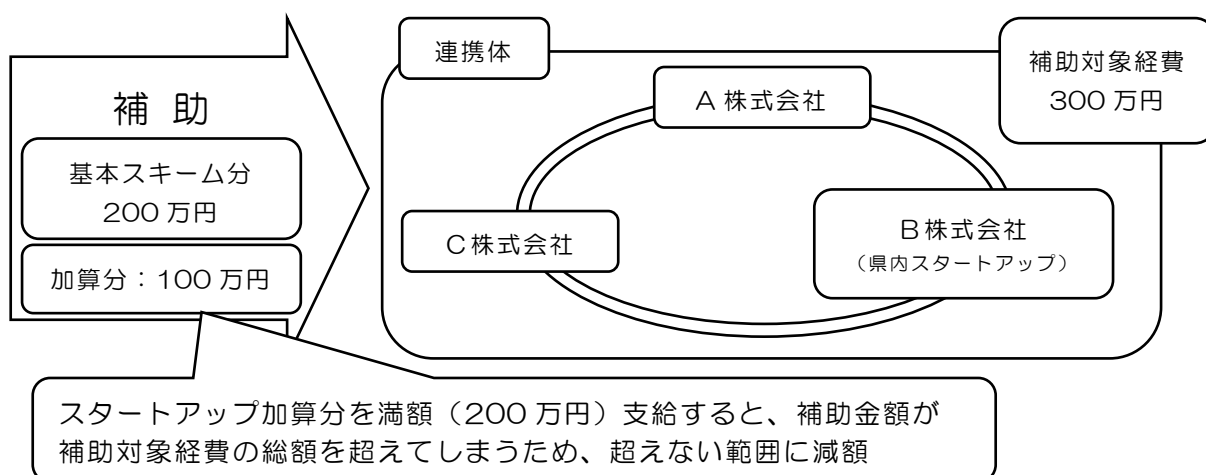 補 助
基本スキーム分
200 万円
加算分：100 万円
連携体
A 株式会社
B 株式会社
（県内スタートアップ）
C 株式会社
補助対象経費
300 万円
スタートアップ加算分を満額（200 万円）支給すると、補助金額が
補助対象経費の総額を超えてしまうため、超えない範囲に減額